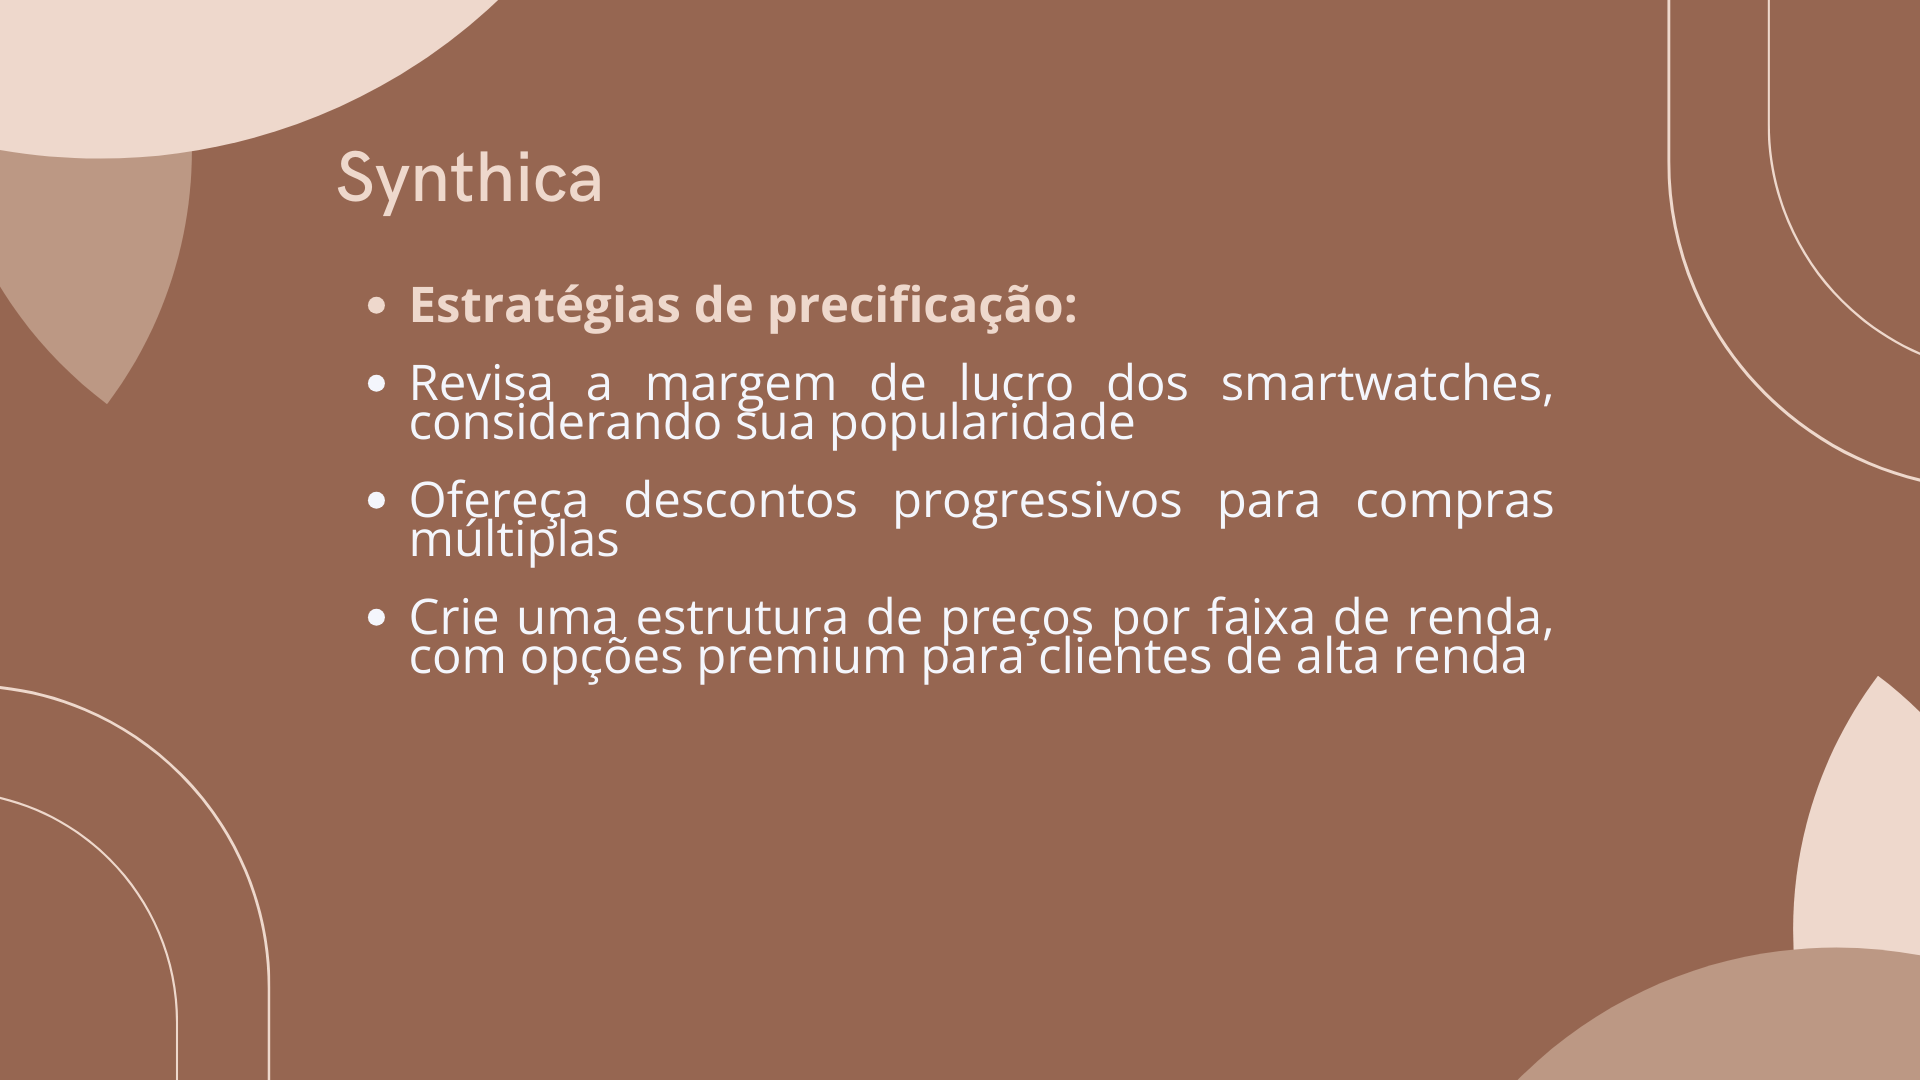 Synthica
• Estratégias de precificação:
• Revisa a margem de lucro dos smartwatches,
considerando sua popularidade
• Ofereça descontos progressivos para compras
múltiplas
• Crie uma estrutura de preços por faixa de renda,
com opções premium para clientes de alta renda